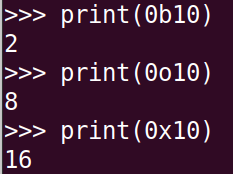 >>> print(0b10)
2
>>> print(0o10)
8
>>> print(0x10)
16